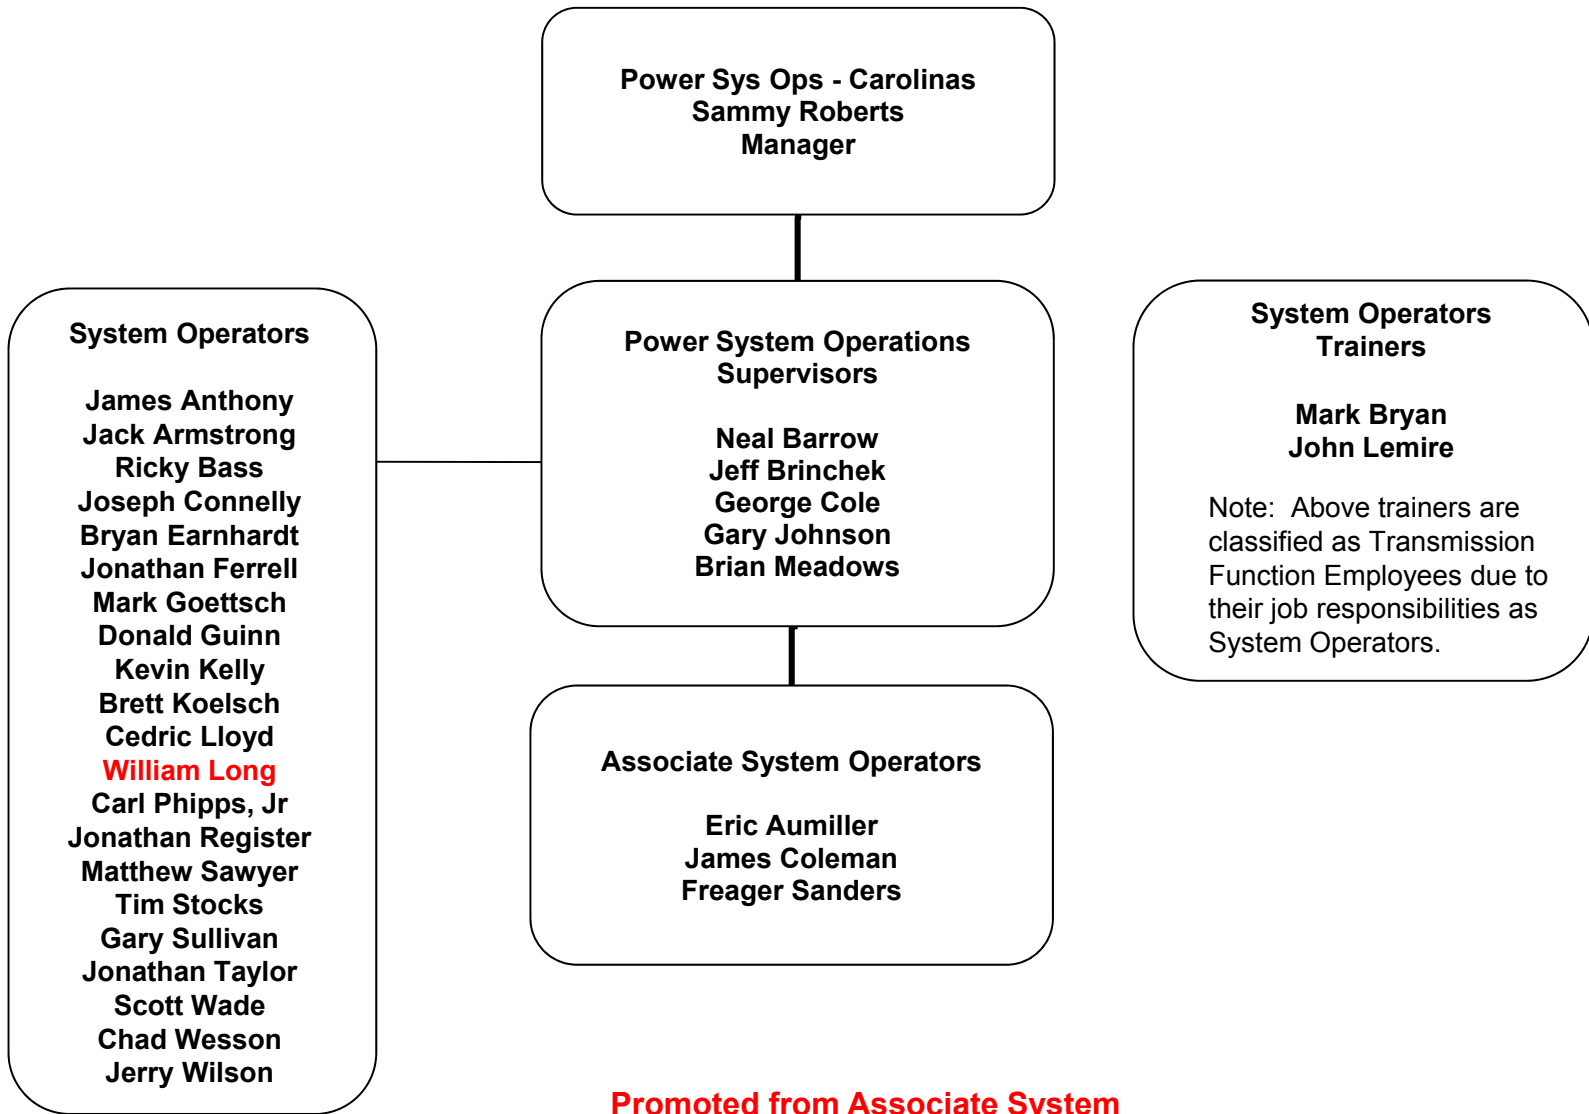 Power Sys Ops - Carolinas
Sammy Roberts
Manager
System Operators
James Anthony
Jack Armstrong
Ricky Bass
Joseph Connelly
Bryan Earnhardt
Jonathan Ferrell
Mark Goettsch
Donald Guinn
Kevin Kelly
Brett Koelsch
Cedric Lloyd
William Long
Carl Phipps, Jr
Jonathan Register
Matthew Sawyer
Tim Stocks
Gary Sullivan
Jonathan Taylor
Scott Wade
Chad Wesson
Jerry Wilson
Power System Operations
Supervisors
Neal Barrow
Jeff Brinchek
George Cole
Gary Johnson
Brian Meadows
System Operators
Trainers
Mark Bryan
John Lemire
Note:  Above trainers are
classified as Transmission
Function Employees due to
their job responsibilities as
System Operators.
Associate System Operators
Eric Aumiller
James Coleman
Freager Sanders
Promoted from Associate System